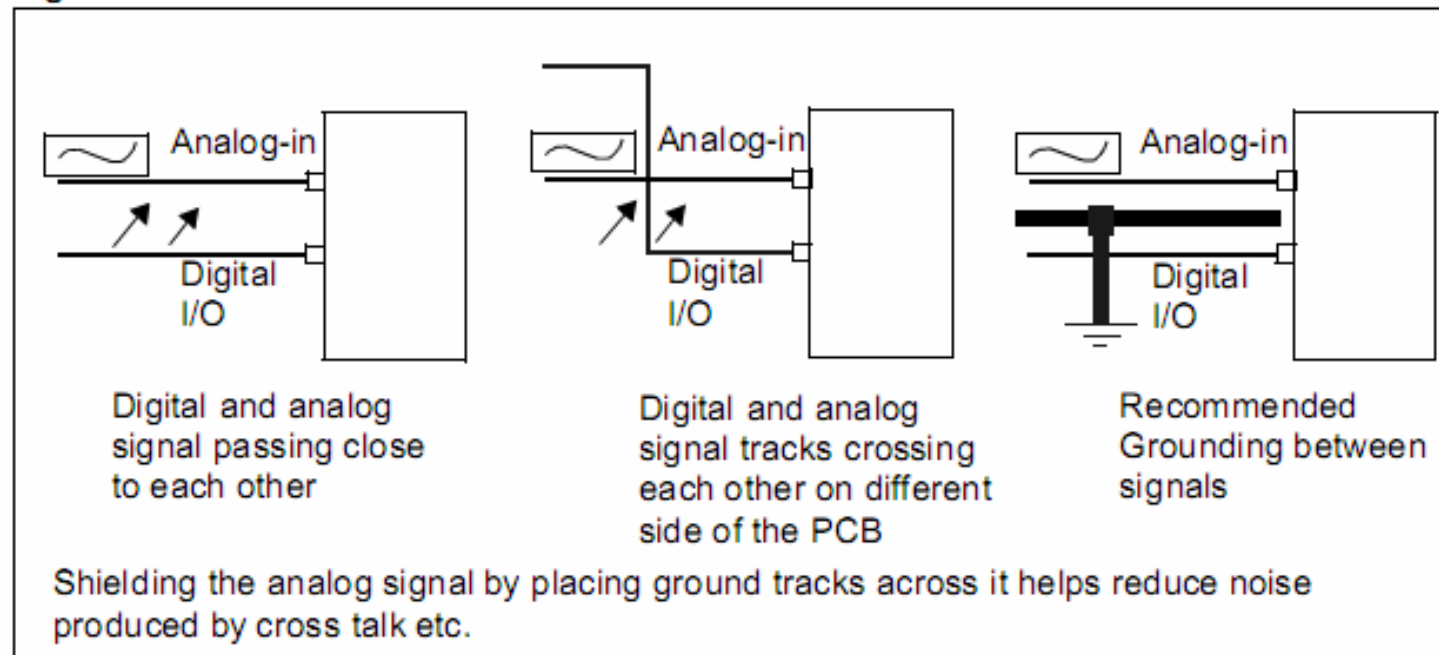 Analog-in
Digital
I/O
Digital and analog
signal passing close
to each other
Analog-in
Digital
I/O
Digital and analog
signal tracks crossing
each other on different
side of the PCB
Analog-in
Digital
I/O
Recommended
Grounding between
signals
Shielding the analog signal by placing ground tracks across it helps reduce noise
produced by cross talk etc.